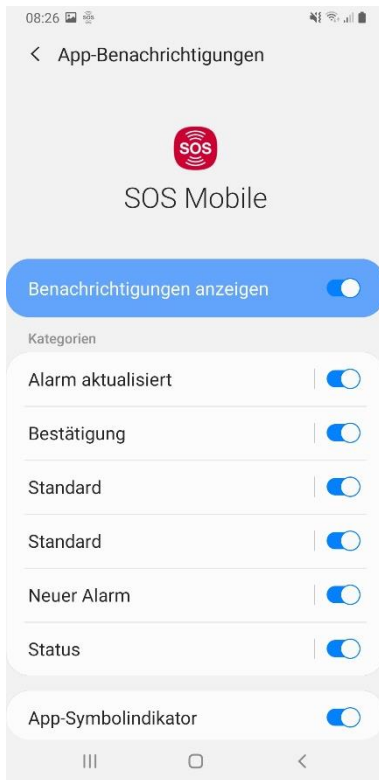 08:26
SOS
App-Benachrichtigungen
SOS
SOS Mobile
Benachrichtigungen anzeigen
Kategorien
Alarm aktualisiert
Bestätigung
Standard
Standard
Neuer Alarm
Status
App-Symbolindikator